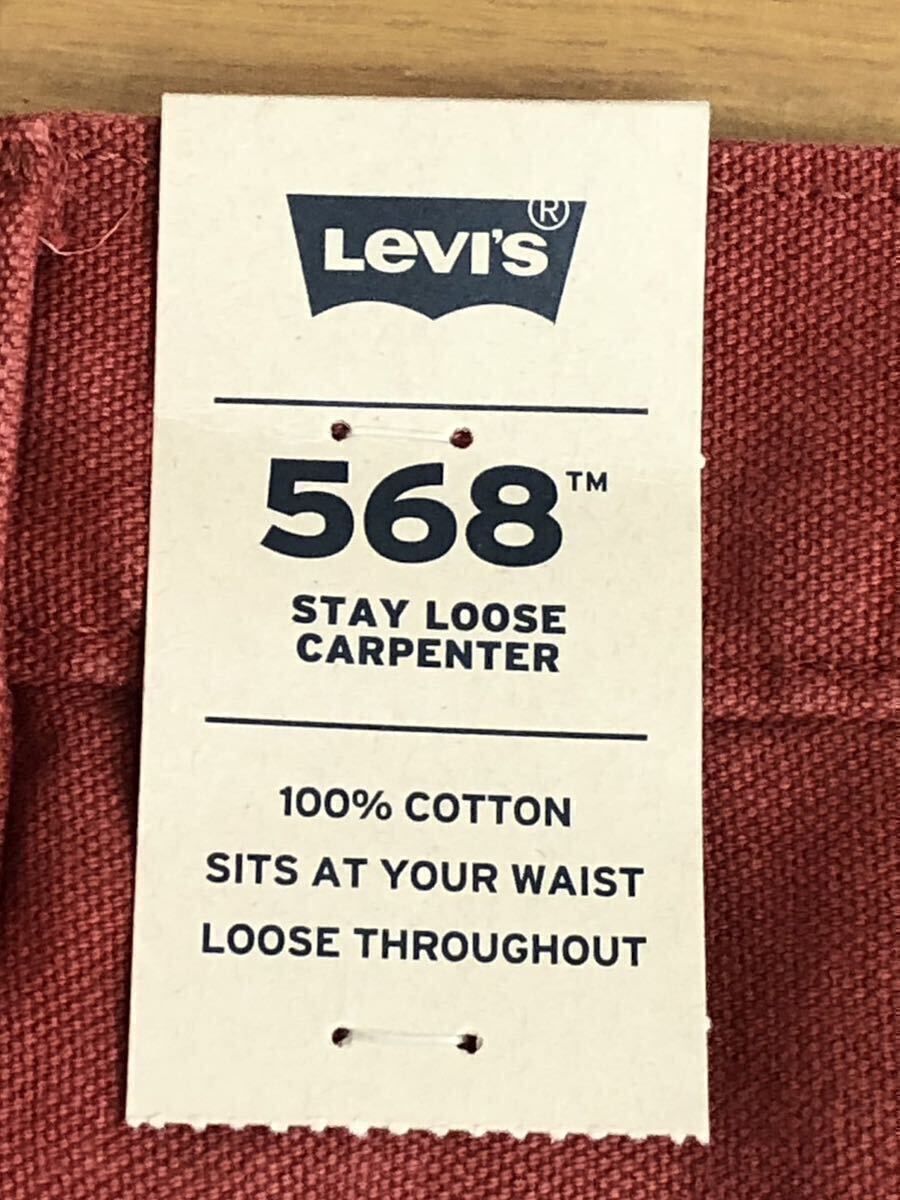 LEVI'S®
568™
STAY LOOSE
CARPENTER
100% COTTON
SITS AT YOUR WAIST
LOOSE THROUGHOUT